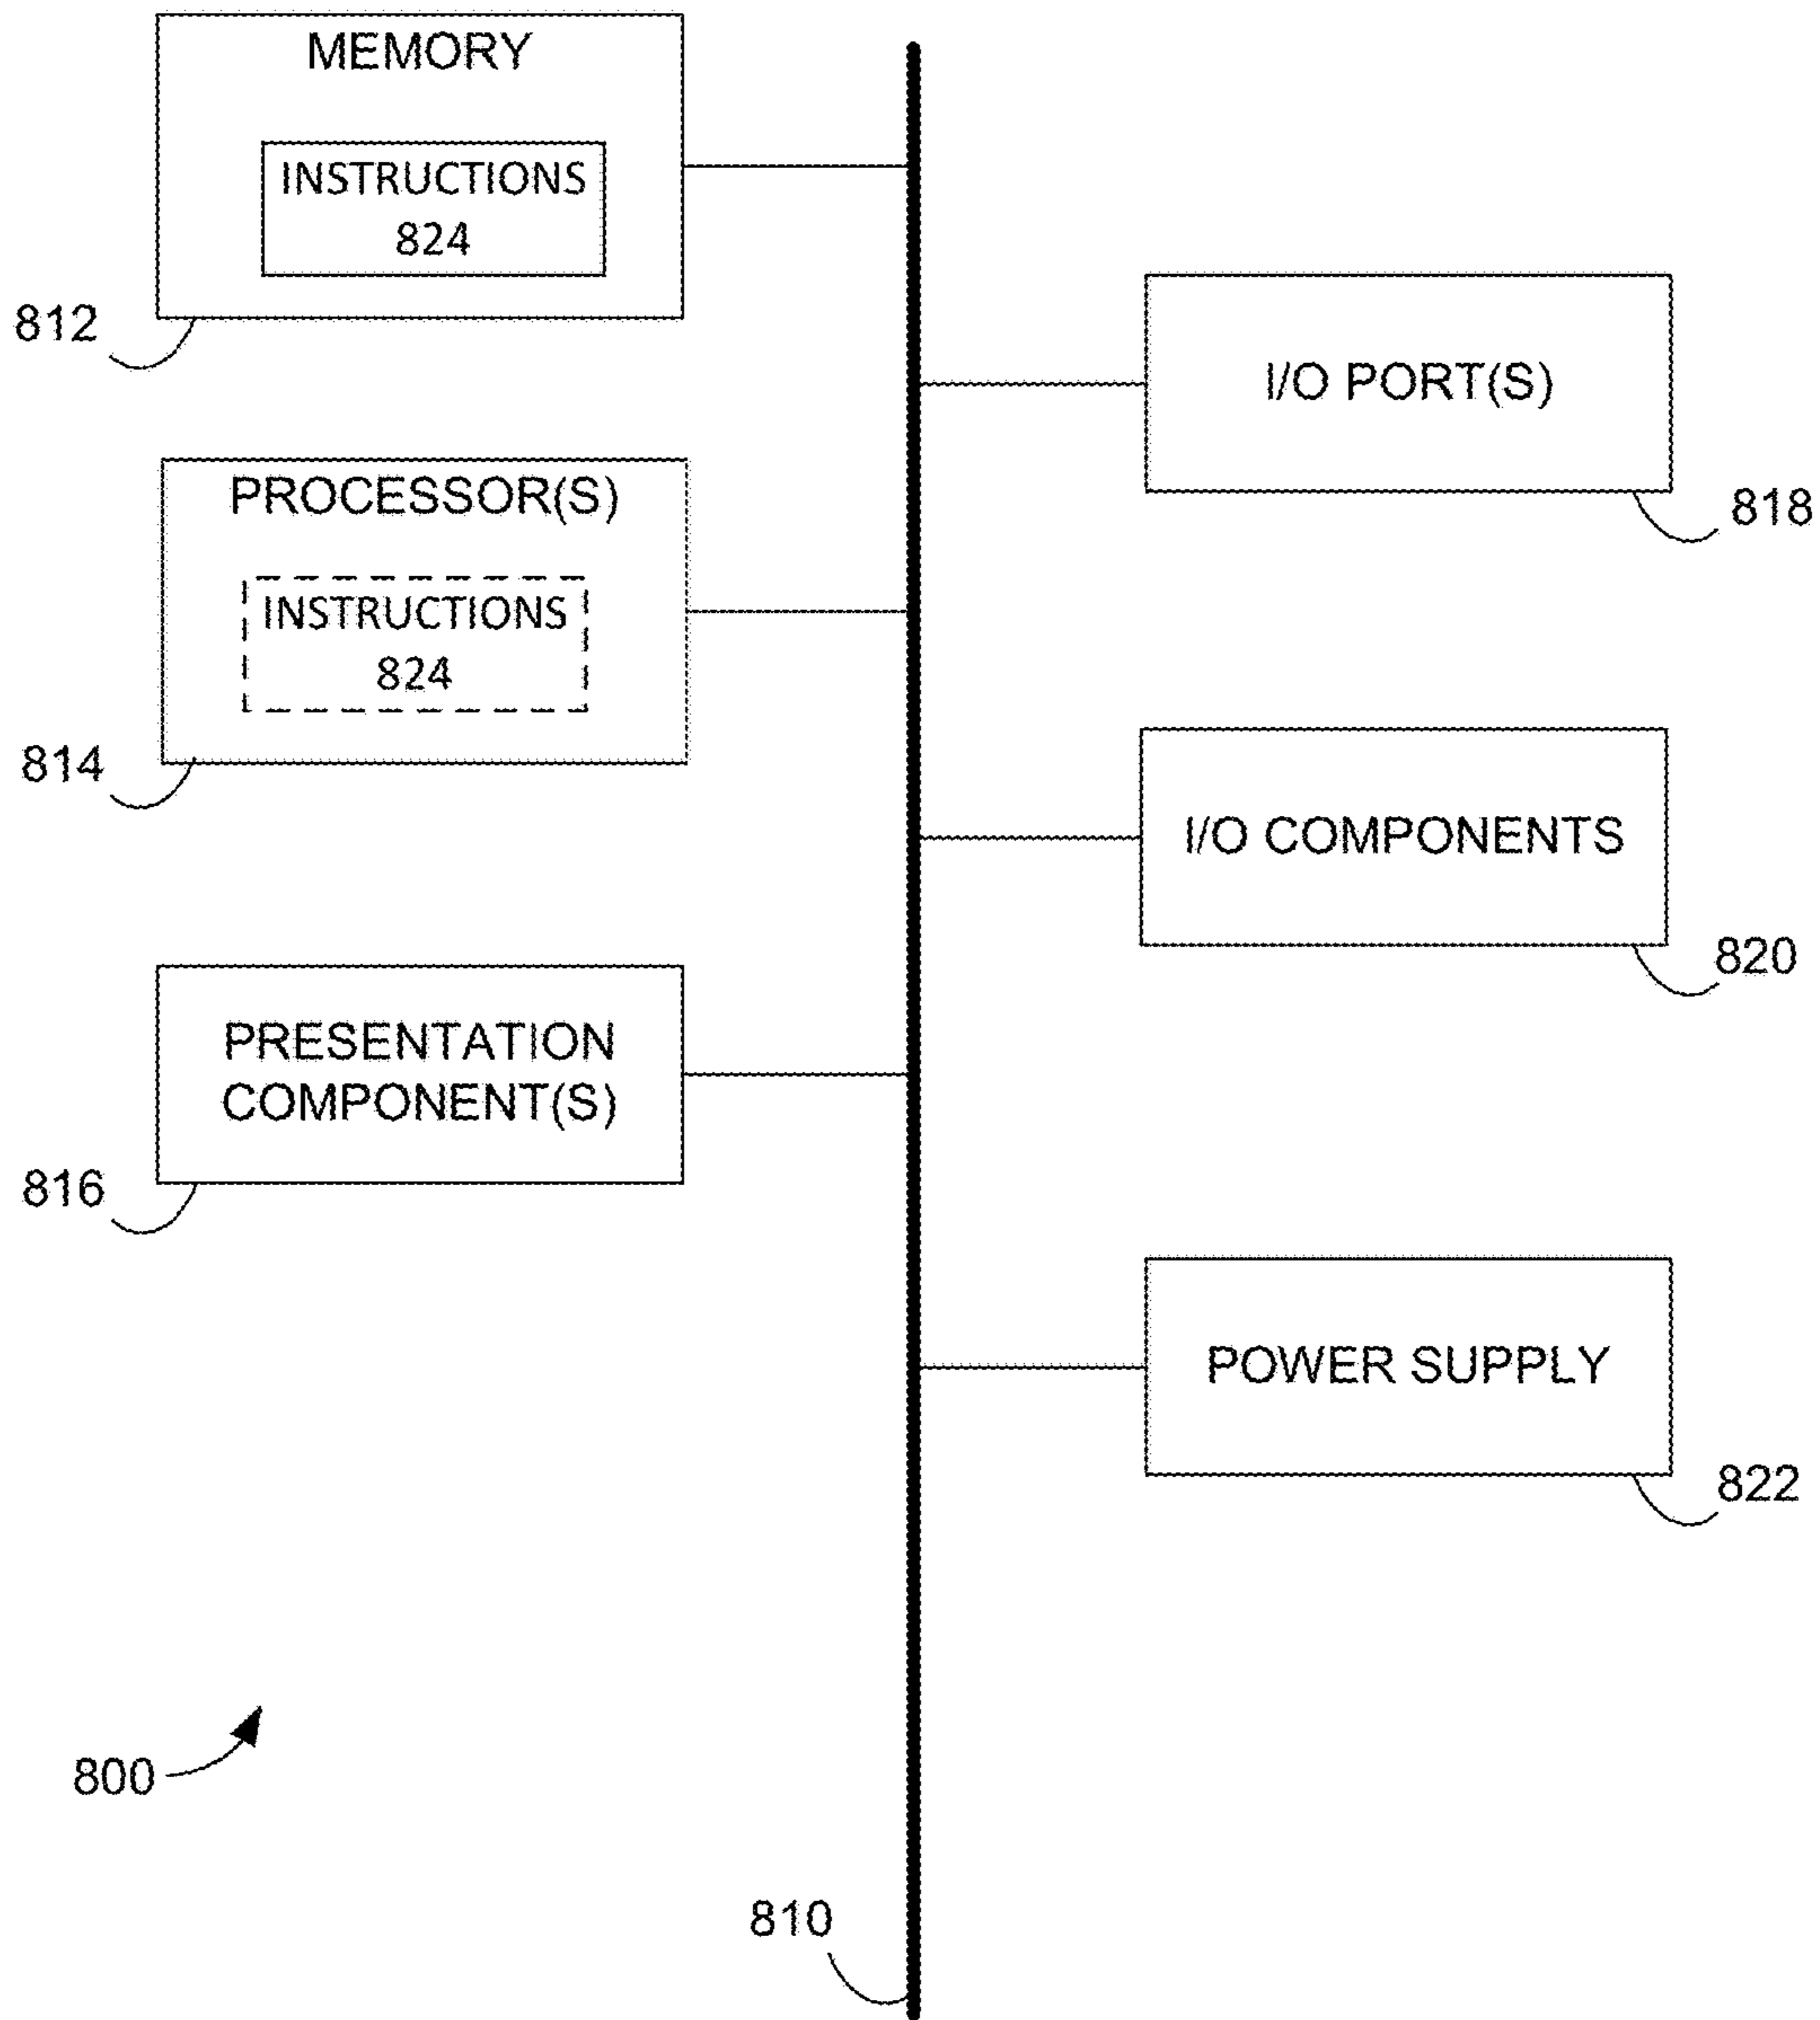 MEMORY
INSTRUCTIONS
824
812
I/O PORT(S)
818
PROCESSOR(S)
INSTRUCTIONS
824
814
I/O COMPONENTS
820
PRESENTATION
COMPONENT(S)
816
POWER SUPPLY
822
800
810